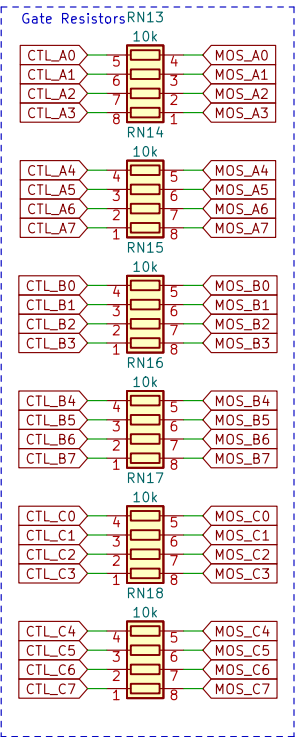 Gate Resistors RN13
10k
CTL_A0 5 4 MOS_A0
CTL_A1 6 3 MOS_A1
CTL_A2 7 2 MOS_A2
CTL_A3 8 1 MOS_A3
RN14
10k
CTL_A4 4 5 MOS_A4
CTL_A5 3 6 MOS_A5
CTL_A6 2 7 MOS_A6
CTL_A7 1 8 MOS_A7
RN15
10k
CTL_B0 4 5 MOS_B0
CTL_B1 3 6 MOS_B1
CTL_B2 2 7 MOS_B2
CTL_B3 1 8 MOS_B3
RN16
10k
CTL_B4 4 5 MOS_B4
CTL_B5 3 6 MOS_B5
CTL_B6 2 7 MOS_B6
CTL_B7 1 8 MOS_B7
RN17
10k
CTL_C0 4 5 MOS_C0
CTL_C1 3 6 MOS_C1
CTL_C2 2 7 MOS_C2
CTL_C3 1 8 MOS_C3
RN18
10k
CTL_C4 4 5 MOS_C4
CTL_C5 3 6 MOS_C5
CTL_C6 2 7 MOS_C6
CTL_C7 1 8 MOS_C7